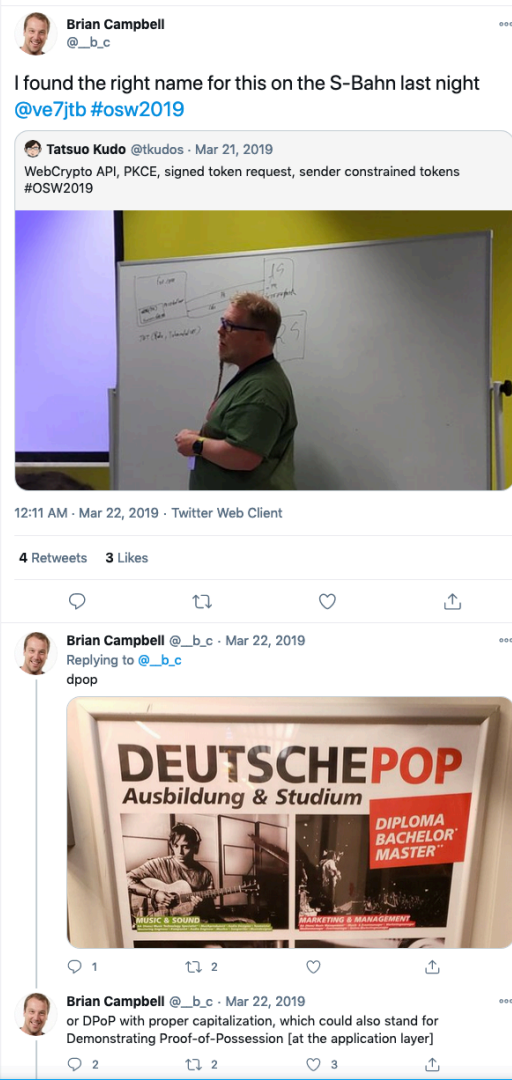 Brian Campbell
@__b_c
I found the right name for this on the S-Bahn last night
@ve7jtb #osw2019
Tatsuo Kudo @tkudos · Mar 21, 2019
WebCrypto API, PKCE, signed token request, sender constrained tokens
#OSW2019
12:11 AM · Mar 22, 2019 · Twitter Web Client
4 Retweets 3 Likes
Brian Campbell @__b_c · Mar 22, 2019
Replying to @__b_c
dpop
DEUTSCHEPOP
Ausbildung & Studium
DIPLOMA
BACHELOR*
MASTER**
MUSIC & SOUND
MARKETING & MANAGEMENT
1 2
Brian Campbell @__b_c · Mar 22, 2019
or DPoP with proper capitalization, which could also stand for
Demonstrating Proof-of-Possession [at the application layer]
2 2 3